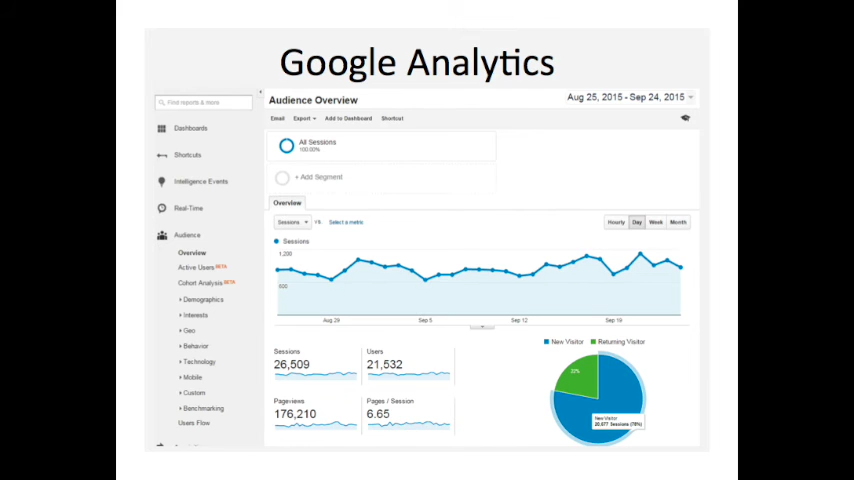 Google Analytics
Find reports & more
Audience Overview
Aug 25, 2015 - Sep 24, 2015
Email Export Add to Dashboard Shortcut
Dashboards
Shortcuts
Intelligence Events
Real-Time
Audience
Overview
Active Users BETA
Cohort Analysis BETA
Demographics
Interests
Geo
Behavior
Technology
Mobile
Custom
Benchmarking
Users Flow
All Sessions
100.00%
+ Add Segment
Overview
Sessions vs. Select a metric
Hourly Day Week Month
Sessions
1,200
600
Aug 29 Sep 5 Sep 12 Sep 19
Sessions
26,509
Users
21,532
Pageviews
176,210
Pages / Session
6.65
New Visitor Returning Visitor
New Visitor
Sessions (78%)